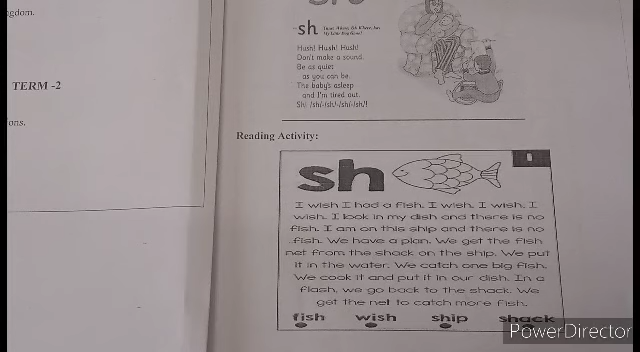 ngdom.
TERM -2
ons.
sh
sh
Hush! Hush! Hush!
Don't make a sound.
Be as quiet
as you can be.
The baby's asleep
and I'm tired out.
Sh! /sh/-/sh/-/sh/-/sh/!
Reading Activity:
sh
I wish I had a fish. I wish. I wish. I
wish. I look in my dish and there is no
fish. I am on this ship and there is no
fish. We have a plan. We get the fish
net from the shack on the ship. We put
it in the water. We catch one big fish.
We cook it and put it in our dish. In a
flash, we go back to the shack. We
get the net to catch more fish.
fish wish ship shack
PowerDirector